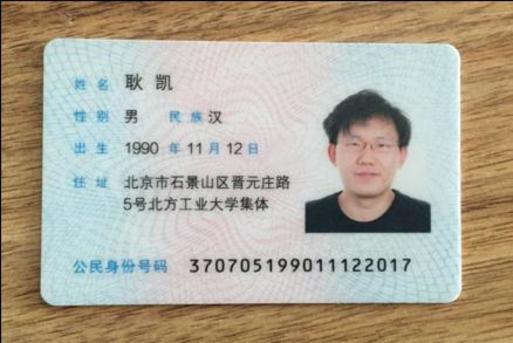 姓名 耿凯
性别 男 民族 汉
出生 1990 年 11 月 12 日
住址 北京市石景山区晋元庄路
5号北方工业大学集体
公民身份号码 370705199011122017